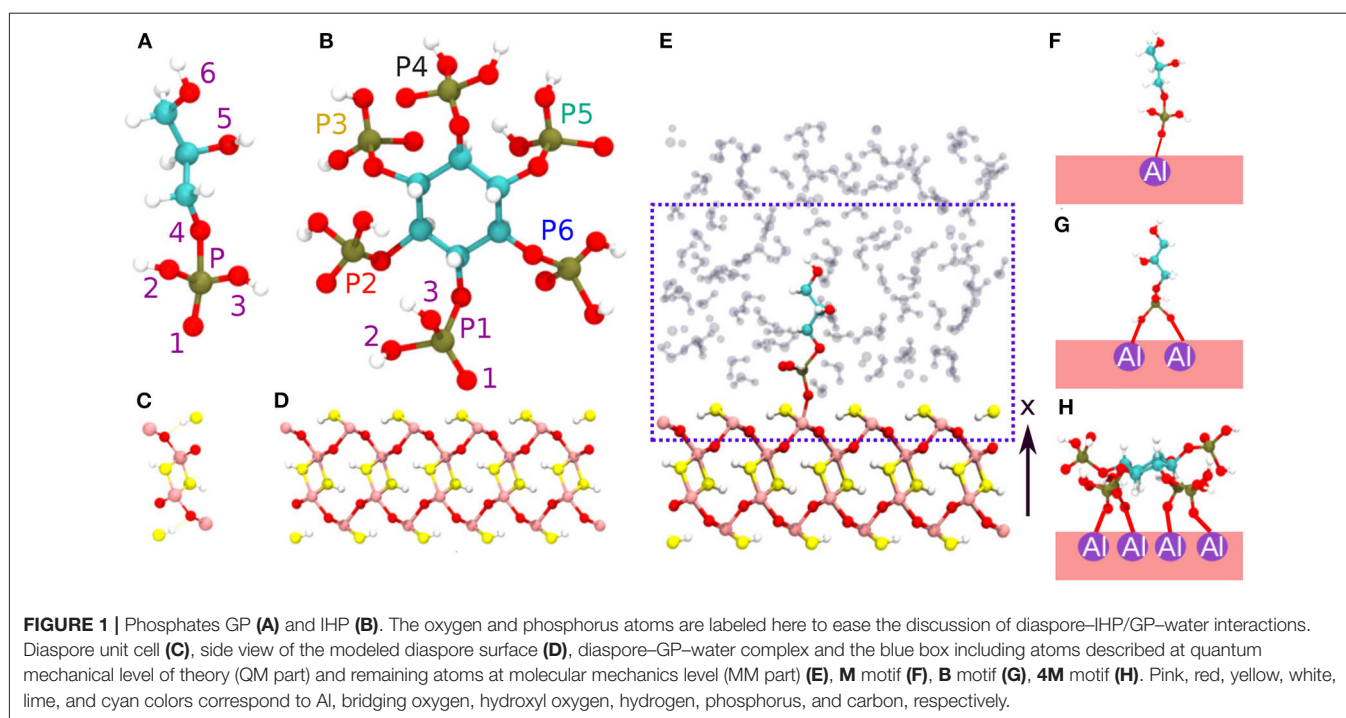 A
B
E
F
6
5
4
P
2
3
1
P4
P3
P5
P2
P6
3
P1
2
1
C
D
X
Al
G
Al Al
H
Al Al Al Al
FIGURE 1 | Phosphates GP (A) and IHP (B). The oxygen and phosphorus atoms are labeled here to ease the discussion of diaspore–IHP/GP–water interactions.
Diaspore unit cell (C), side view of the modeled diaspore surface (D), diaspore–GP–water complex and the blue box including atoms described at quantum
mechanical level of theory (QM part) and remaining atoms at molecular mechanics level (MM part) (E), M motif (F), B motif (G), 4M motif (H). Pink, red, yellow, white,
lime, and cyan colors correspond to Al, bridging oxygen, hydroxyl oxygen, hydrogen, phosphorus, and carbon, respectively.